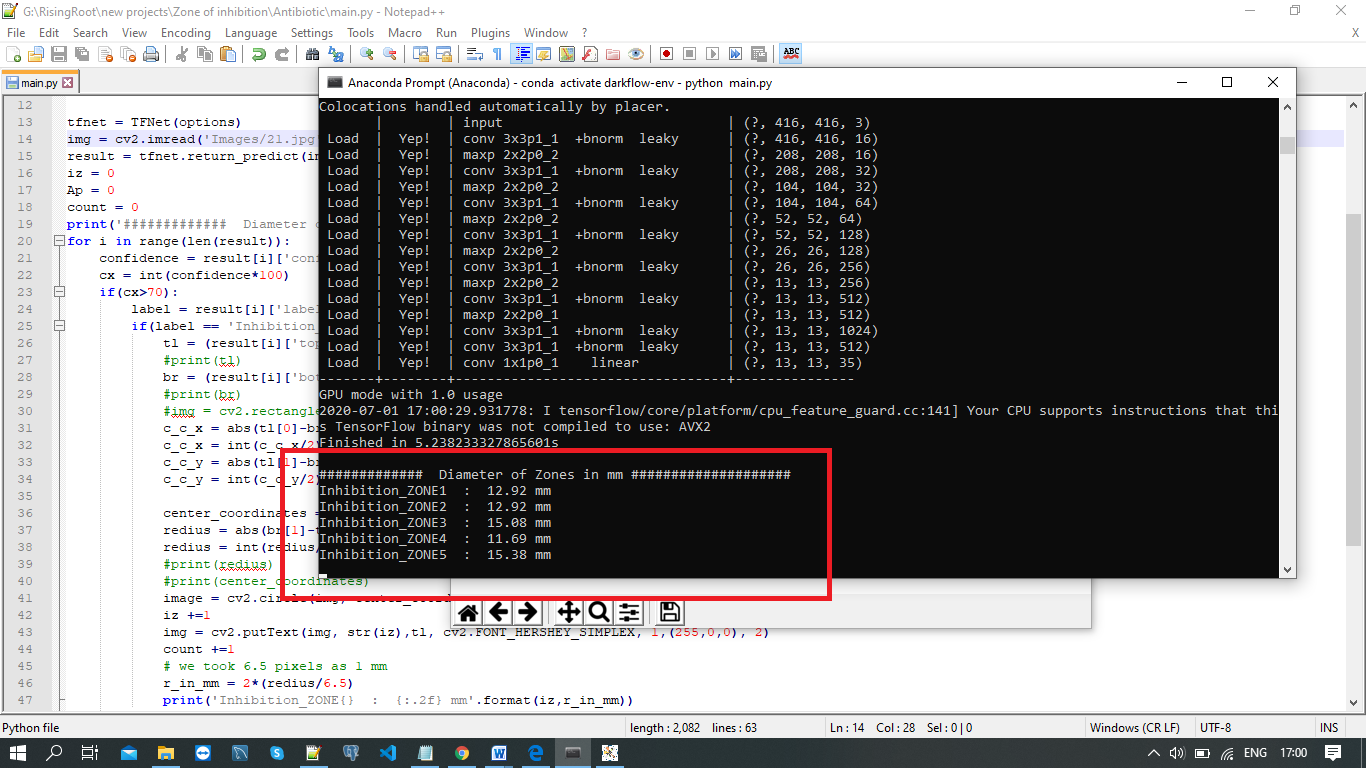 G:\RisingRoot\new projects\Zone of inhibition\Antibiotic\main.py - Notepad++
File Edit Search View Encoding Language Settings Tools Macro Run Plugins Window ? X
ABC
main.py
Anaconda Prompt (Anaconda) - conda  activate darkflow-env - python  main.py
12
13 tfnet = TFNet(options)
14 img = cv2.imread('Images/21.jpg'
15 result = tfnet.return_predict(im
16 iz = 0
17 Ap = 0
18 count = 0
19 print('#############  Diameter o
20 for i in range(len(result)):
21 confidence = result[i]['con
22 cx = int(confidence*100)
23 if(cx>70):
24 label = result[i]['labe
25 if(label == 'Inhibition_
26 tl = (result[i]['top
27 #print(tl)
28 br = (result[i]['bot
29 #print(br)
30 #img = cv2.rectangle
31 c_c_x = abs(tl[0]-br
32 c_c_x = int(c_c_x/2)
33 c_c_y = abs(tl[1]-br
34 c_c_y = int(c_c_y/2)
35
36 center_coordinates =
37 redius = abs(br[1]-t
38 redius = int(redius/
39 #print(redius)
40 #print(center_coordinates)
41 image = cv2.circle(img, center_coord
42 iz +=1
43 img = cv2.putText(img, str(iz),tl, cv2.FONT_HERSHEY_SIMPLEX, 1,(255,0,0), 2)
44 count +=1
45 # we took 6.5 pixels as 1 mm
46 r_in_mm = 2*(redius/6.5)
47 print('Inhibition_ZONE{}  :  {:.2f} mm'.format(iz,r_in_mm))
Colocations handled automatically by placer.
       |        | input                            | (?, 416, 416, 3)
 Load  |  Yep!  | conv 3x3p1_1  +bnorm  leaky      | (?, 416, 416, 16)
 Load  |  Yep!  | maxp 2x2p0_2                     | (?, 208, 208, 16)
 Load  |  Yep!  | conv 3x3p1_1  +bnorm  leaky      | (?, 208, 208, 32)
 Load  |  Yep!  | maxp 2x2p0_2                     | (?, 104, 104, 32)
 Load  |  Yep!  | conv 3x3p1_1  +bnorm  leaky      | (?, 104, 104, 64)
 Load  |  Yep!  | maxp 2x2p0_2                     | (?, 52, 52, 64)
 Load  |  Yep!  | conv 3x3p1_1  +bnorm  leaky      | (?, 52, 52, 128)
 Load  |  Yep!  | maxp 2x2p0_2                     | (?, 26, 26, 128)
 Load  |  Yep!  | conv 3x3p1_1  +bnorm  leaky      | (?, 26, 26, 256)
 Load  |  Yep!  | maxp 2x2p0_2                     | (?, 13, 13, 256)
 Load  |  Yep!  | conv 3x3p1_1  +bnorm  leaky      | (?, 13, 13, 512)
 Load  |  Yep!  | maxp 2x2p0_1                     | (?, 13, 13, 512)
 Load  |  Yep!  | conv 3x3p1_1  +bnorm  leaky      | (?, 13, 13, 1024)
 Load  |  Yep!  | conv 3x3p1_1  +bnorm  leaky      | (?, 13, 13, 512)
 Load  |  Yep!  | conv 1x1p0_1    linear           | (?, 13, 13, 35)
-------+--------+----------------------------------+---------------
GPU mode with 1.0 usage
2020-07-01 17:00:29.931778: I tensorflow/core/platform/cpu_feature_guard.cc:141] Your CPU supports instructions that thi
s TensorFlow binary was not compiled to use: AVX2
Finished in 5.238233327865601s
#############  Diameter of Zones in mm ####################
Inhibition_ZONE1  :  12.92 mm
Inhibition_ZONE2  :  12.92 mm
Inhibition_ZONE3  :  15.08 mm
Inhibition_ZONE4  :  11.69 mm
Inhibition_ZONE5  :  15.38 mm
Python file length : 2,082 lines : 63 Ln : 14 Col : 28 Sel : 0 | 0 Windows (CR LF) UTF-8 INS
ENG 17:00